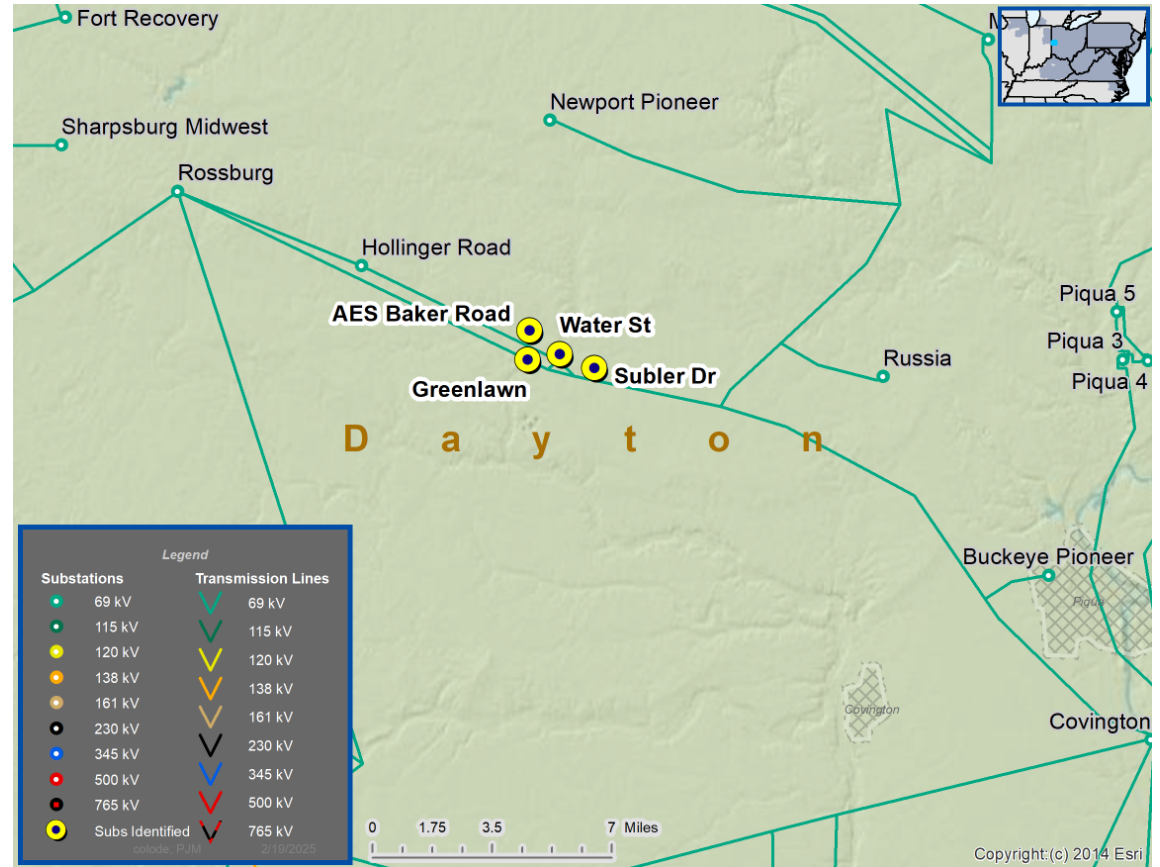 Fort Recovery
M
Newport Pioneer
Sharpsburg Midwest
Rossburg
Hollinger Road
Piqua 5
AES Baker Road
Water St
Piqua 3
Russia
Greenlawn
Subler Dr
Piqua 4
D a y t o n
Buckeye Pioneer
Piqua
Covington
Covington
Legend
Substations
Transmission Lines
69 kV
69 kV
115 kV
115 kV
120 kV
120 kV
138 kV
138 kV
161 kV
161 kV
230 kV
230 kV
345 kV
345 kV
500 kV
500 kV
765 kV
Subs Identified
765 kV
colode, PJM
2/19/2025
0 1.75 3.5 7 Miles
Copyright:(c) 2014 Esri